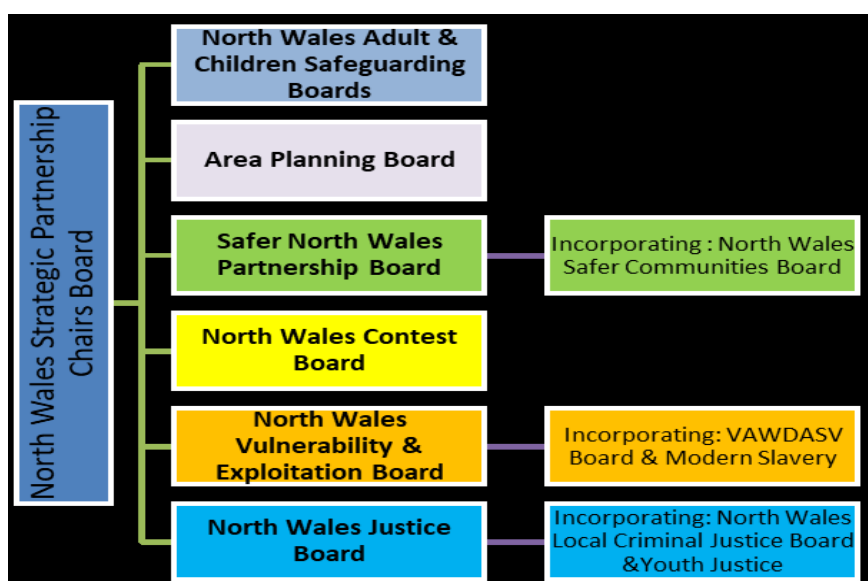 North Wales Strategic Partnership
Chairs Board
North Wales Adult &
Children Safeguarding
Boards
Area Planning Board
Safer North Wales
Partnership Board
Incorporating : North Wales
Safer Communities Board
North Wales Contest
Board
North Wales
Vulnerability &
Exploitation Board
Incorporating: VAWDASV
Board & Modern Slavery
North Wales Justice
Board
Incorporating: North Wales
Local Criminal Justice Board
&Youth Justice